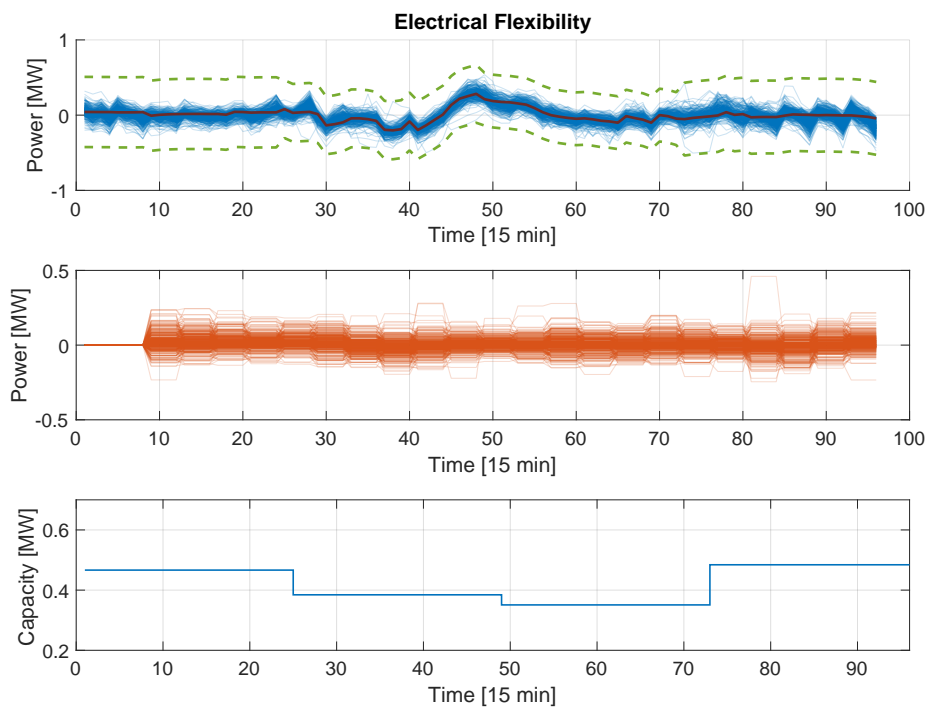 Electrical Flexibility
1
0
-1
Power [MW]
0 10 20 30 40 50 60 70 80 90 100
Time [15 min]
0.5
0
-0.5
Power [MW]
0 10 20 30 40 50 60 70 80 90 100
Time [15 min]
0.6
0.4
0.2
Capacity [MW]
0 10 20 30 40 50 60 70 80 90
Time [15 min]